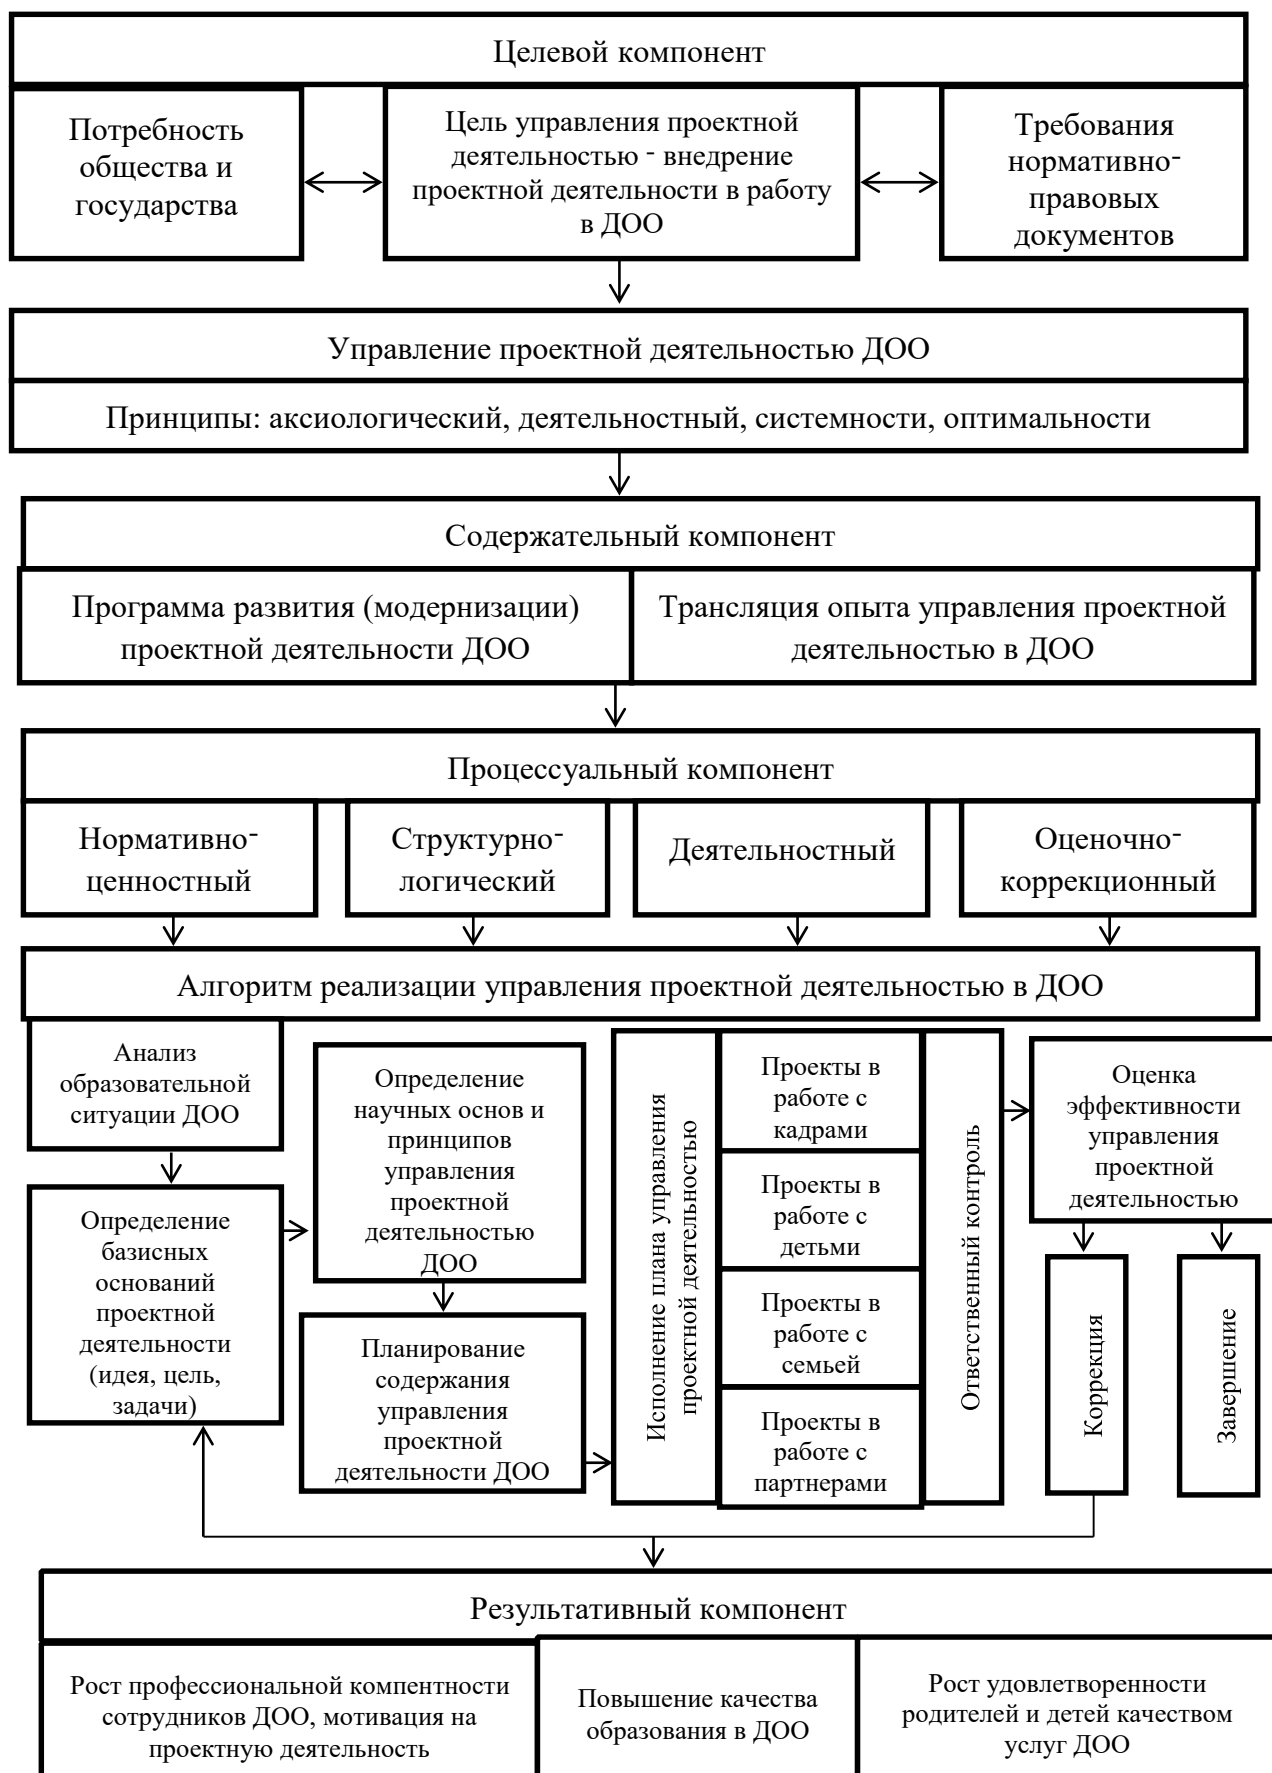 Целевой компонент
Потребность
общества и
государства
Цель управления проектной
деятельностью - внедрение
проектной деятельности в работу
в ДОО
Требования
нормативно-
правовых
документов
Управление проектной деятельностью ДОО
Принципы: аксиологический, деятельностный, системности, оптимальности
Содержательный компонент
Программа развития (модернизации)
проектной деятельности ДОО
Трансляция опыта управления проектной
деятельностью в ДОО
Процессуальный компонент
Нормативно-
ценностный
Структурно-
логический
Деятельностный
Оценочно-
коррекционный
Алгоритм реализации управления проектной деятельностью в ДОО
Анализ
образовательной
ситуации ДОО
Определение
базисных
оснований
проектной
деятельности
(идея, цель,
задачи)
Определение
научных основ и
принципов
управления
проектной
деятельностью
ДОО
Планирование
содержания
управления
проектной
деятельности ДОО
Исполнение плана управления
проектной деятельностью
Проекты в
работе с
кадрами
Проекты в
работе с
детьми
Проекты в
работе с
семьей
Проекты в
работе с
партнерами
Ответственный контроль
Оценка
эффективности
управления
проектной
деятельностью
Коррекция
Завершение
Результативный компонент
Рост профессиональной компентности
сотрудников ДОО, мотивация на
проектную деятельность
Повышение качества
образования в ДОО
Рост удовлетворенности
родителей и детей качеством
услуг ДОО